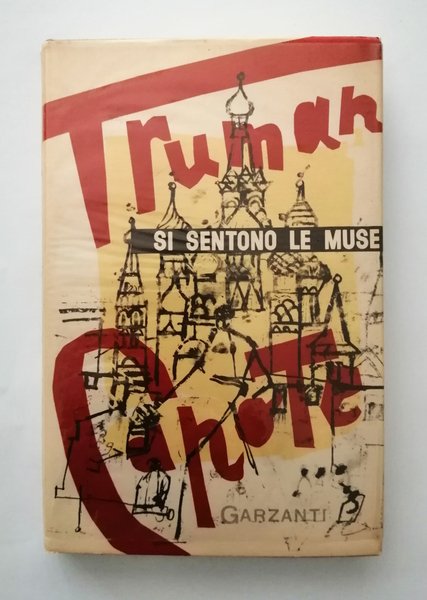 Truman
SI SENTONO LE MUSE
Capote
GARZANTI